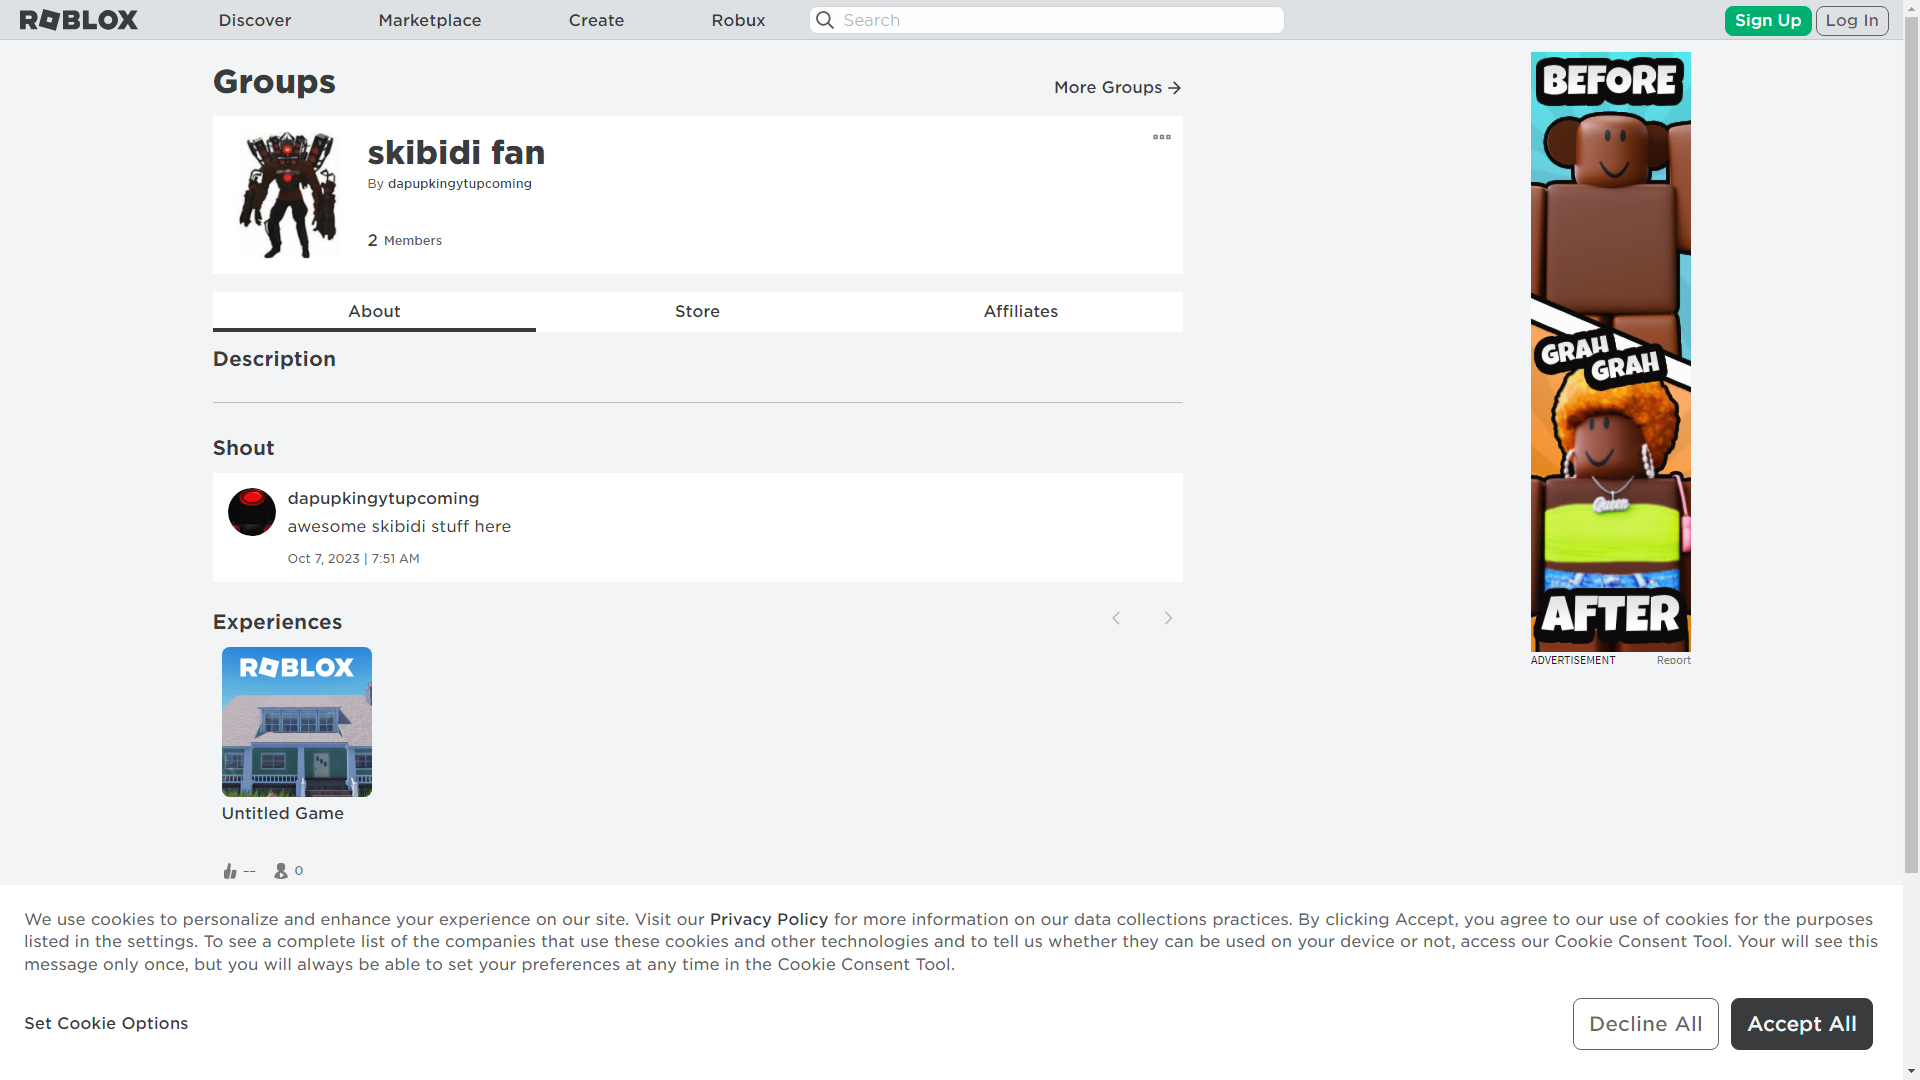 ROBLOX
Discover
Marketplace
Create
Robux
Search
Sign Up
Log In
Groups
More Groups
skibidi fan
By dapupkingytupcoming
2 Members
About
Store
Affiliates
Description
Shout
dapupkingytupcoming
awesome skibidi stuff here
Oct 7, 2023 | 7:51 AM
Experiences
ROBLOX
Untitled Game
--
0
BEFORE
GRAH
GRAH
Queen
AFTER
ADVERTISEMENT
Report
We use cookies to personalize and enhance your experience on our site. Visit our Privacy Policy for more information on our data collections practices. By clicking Accept, you agree to our use of cookies for the purposes
listed in the settings. To see a complete list of the companies that use these cookies and other technologies and to tell us whether they can be used on your device or not, access our Cookie Consent Tool. Your will see this
message only once, but you will always be able to set your preferences at any time in the Cookie Consent Tool.
Set Cookie Options
Decline All
Accept All